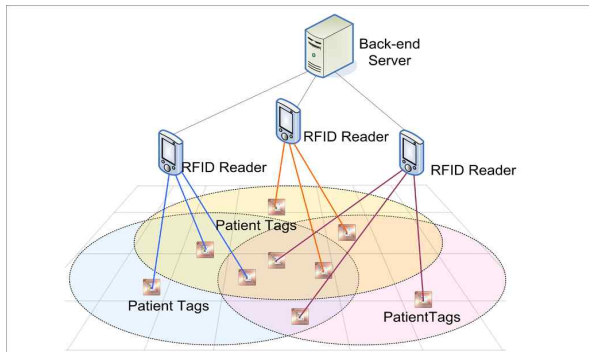 Back-end
Server
RFID Reader
RFID Reader
RFID Reader
Patient Tags
Patient Tags
PatientTags